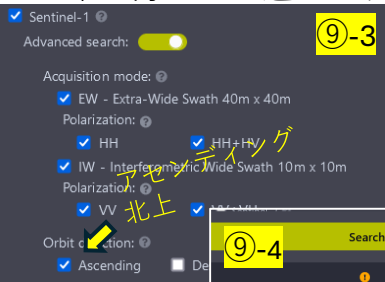 Sentinel-1
⑨-3
Advanced search:
Acquisition mode:
EW - Extra-Wide Swath 40m x 40m
Polarization:
HH
HH+HV
アセンディング
IW - Interferometric Wide Swath 10m x 10m
Polarization:
VV
北上
Orbit direction:
⑨-4
Search
Ascending